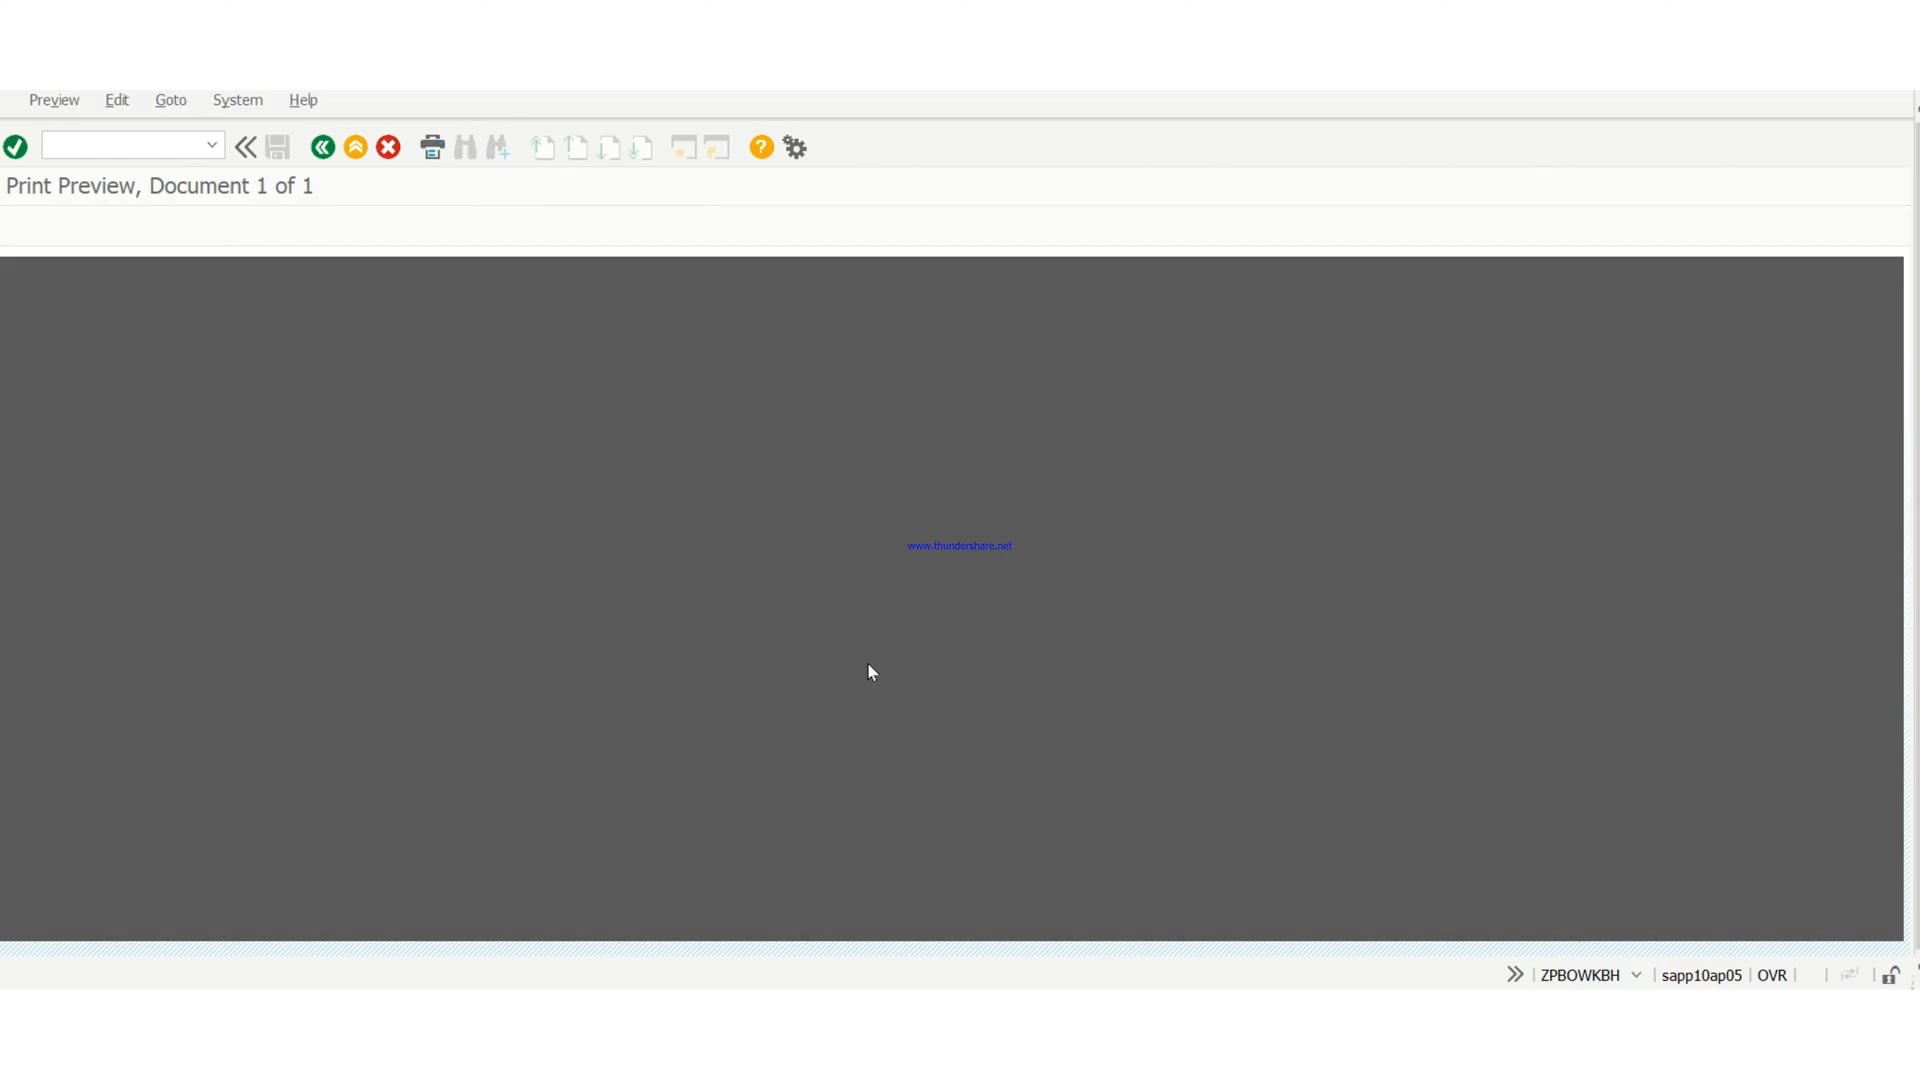 Preview Edit Goto System Help
Print Preview, Document 1 of 1
www.thundershare.net
ZPBOWKBH sapp10ap05 OVR